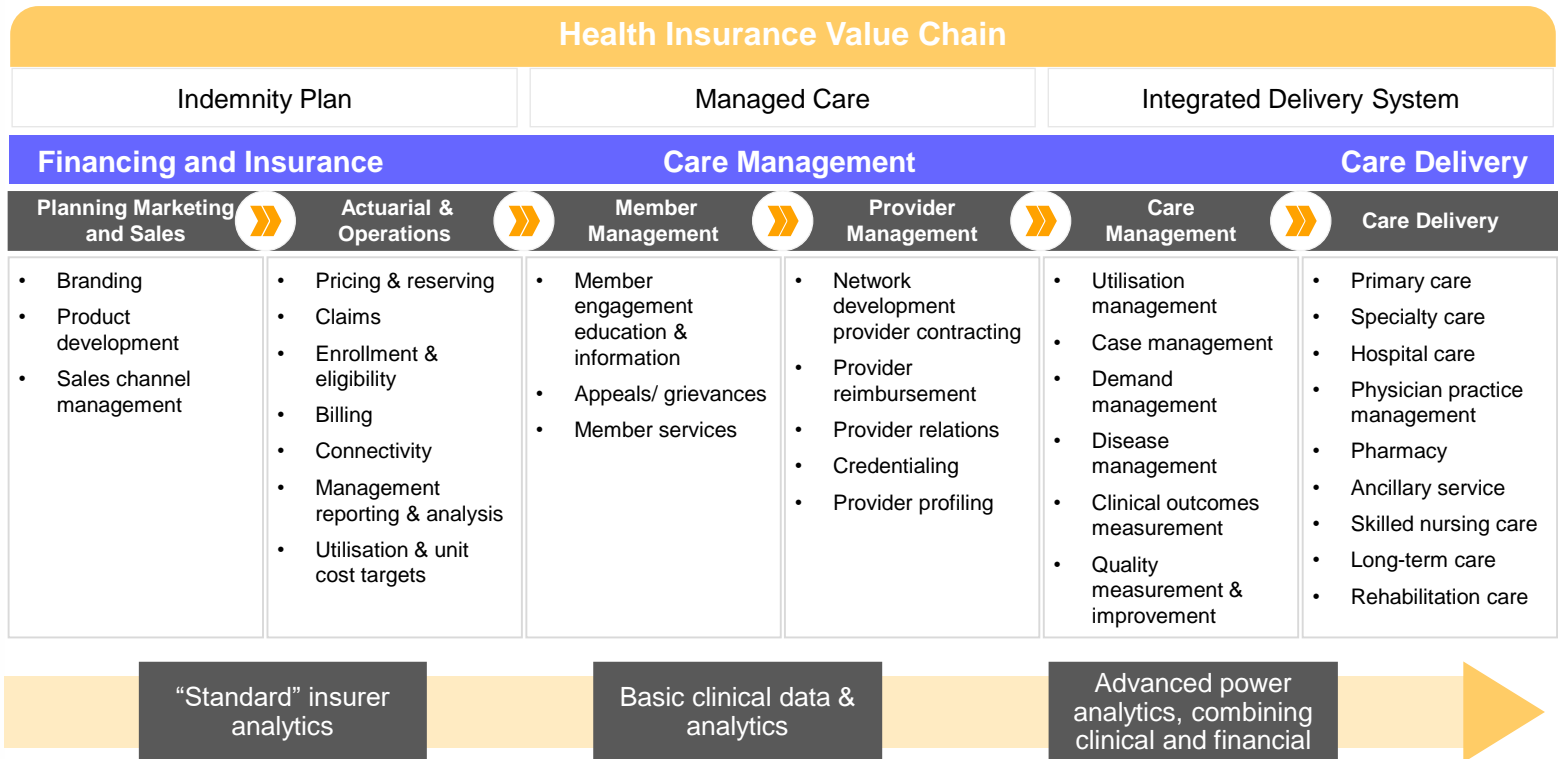 Health Insurance Value Chain
Indemnity Plan
Managed Care
Integrated Delivery System
Financing and Insurance
Care Management
Care Delivery
Planning Marketing
and Sales
Actuarial &
Operations
Member
Management
Provider
Management
Care
Management
Care Delivery
• Branding
• Product
development
• Sales channel
management
• Pricing & reserving
• Claims
• Enrollment &
eligibility
• Billing
• Connectivity
• Management
reporting & analysis
• Utilisation & unit
cost targets
• Member
engagement
education &
information
• Appeals/ grievances
• Member services
• Network
development
provider contracting
• Provider
reimbursement
• Provider relations
• Credentialing
• Provider profiling
• Utilisation
management
• Case management
• Demand
management
• Disease
management
• Clinical outcomes
measurement
• Quality
measurement &
improvement
• Primary care
• Specialty care
• Hospital care
• Physician practice
management
• Pharmacy
• Ancillary service
• Skilled nursing care
• Long-term care
• Rehabilitation care
“Standard” insurer
analytics
Basic clinical data &
analytics
Advanced power
analytics, combining
clinical and financial